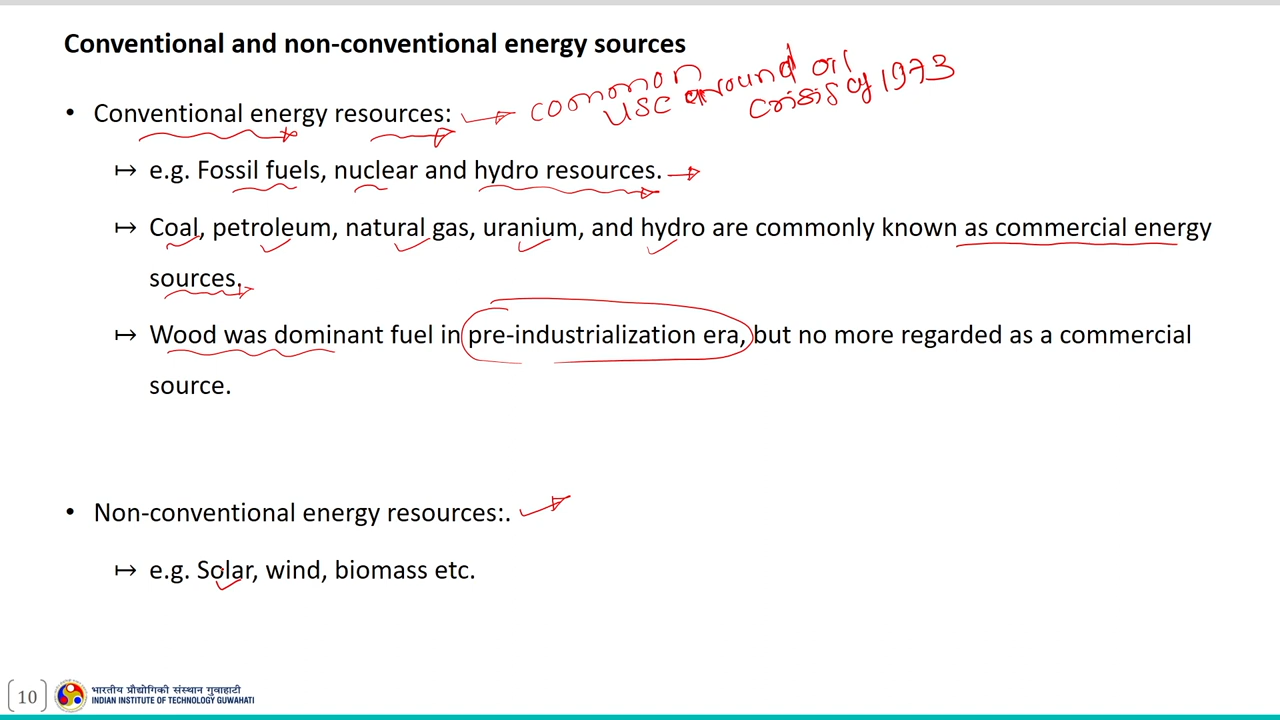 Conventional and non-conventional energy sources
• Conventional energy resources: common use around oil crisis of 1973
↦ e.g. Fossil fuels, nuclear and hydro resources.
↦ Coal, petroleum, natural gas, uranium, and hydro are commonly known as commercial energy
sources.
↦ Wood was dominant fuel in pre-industrialization era, but no more regarded as a commercial
source.
• Non-conventional energy resources:.
↦ e.g. Solar, wind, biomass etc.
10
भारतीय प्रौद्योगिकी संस्थान गुवाहाटी
INDIAN INSTITUTE OF TECHNOLOGY GUWAHATI